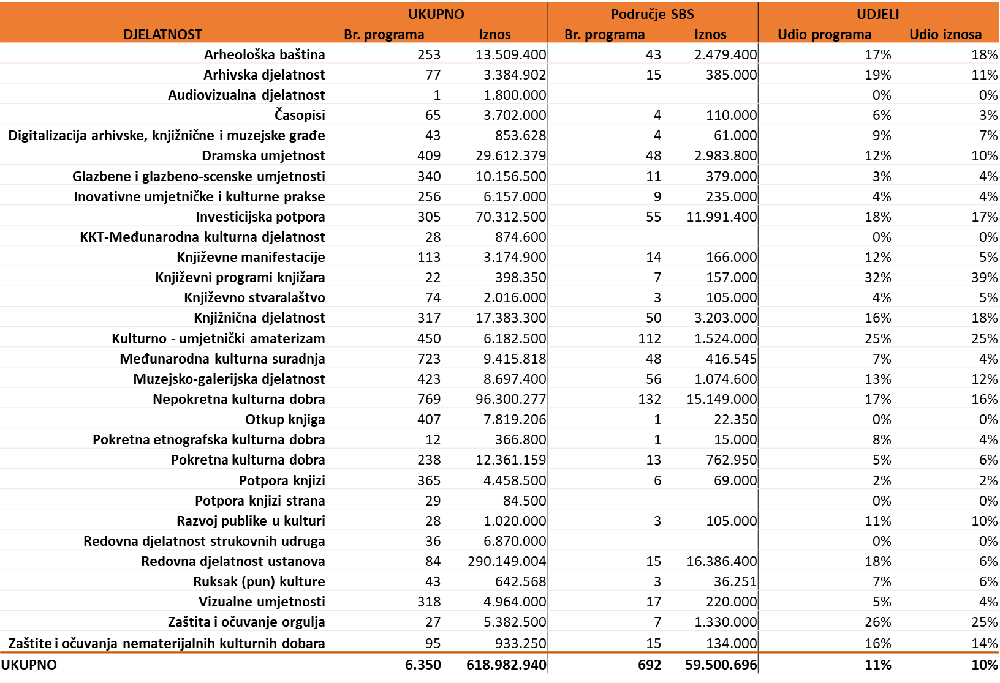 UKUPNO Područje SBS UDJELI
DJELATNOST Br. programa Iznos Br. programa Iznos Udio programa Udio iznosa
Arheološka baština 253 13.509.400 43 2.479.400 17% 18%
Arhivska djelatnost 77 3.384.902 15 385.000 19% 11%
Audiovizualna djelatnost 1 1.800.000 0% 0%
Časopisi 65 3.702.000 4 110.000 6% 3%
Digitalizacija arhivske, knjižnične i muzejske građe 43 853.628 4 61.000 9% 7%
Dramska umjetnost 409 29.612.379 48 2.983.800 12% 10%
Glazbene i glazbeno-scenske umjetnosti 340 10.156.500 11 379.000 3% 4%
Inovativne umjetničke i kulturne prakse 256 6.157.000 9 235.000 4% 4%
Investicijska potpora 305 70.312.500 55 11.991.400 18% 17%
KKT-Međunarodna kulturna djelatnost 28 874.600 0% 0%
Književne manifestacije 113 3.174.900 14 166.000 12% 5%
Književni programi knjižara 22 398.350 7 157.000 32% 39%
Književno stvaralaštvo 74 2.016.000 3 105.000 4% 5%
Knjižnična djelatnost 317 17.383.300 50 3.203.000 16% 18%
Kulturno - umjetnički amaterizam 450 6.182.500 112 1.524.000 25% 25%
Međunarodna kulturna suradnja 723 9.415.818 48 416.545 7% 4%
Muzejsko-galerijska djelatnost 423 8.697.400 56 1.074.600 13% 12%
Nepokretna kulturna dobra 769 96.300.277 132 15.149.000 17% 16%
Otkup knjiga 407 7.819.206 1 22.350 0% 0%
Pokretna etnografska kulturna dobra 12 366.800 1 15.000 8% 4%
Pokretna kulturna dobra 238 12.361.159 13 762.950 5% 6%
Potpora knjizi 365 4.458.500 6 69.000 2% 2%
Potpora knjizi strana 29 84.500 0% 0%
Razvoj publike u kulturi 28 1.020.000 3 105.000 11% 10%
Redovna djelatnost strukovnih udruga 36 6.870.000 0% 0%
Redovna djelatnost ustanova 84 290.149.004 15 16.386.400 18% 6%
Ruksak (pun) kulture 43 642.568 3 36.251 7% 6%
Vizualne umjetnosti 318 4.964.000 17 220.000 5% 4%
Zaštita i očuvanje orgulja 27 5.382.500 7 1.330.000 26% 25%
Zaštite i očuvanja nematerijalnih kulturnih dobara 95 933.250 15 134.000 16% 14%
UKUPNO 6.350 618.982.940 692 59.500.696 11% 10%